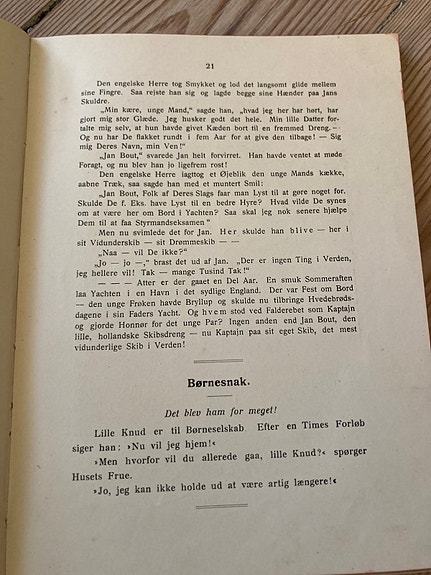 21
Den engelske Herre tog Smykket og lod det langsomt glide mellem
sine Fingre. Saa rejste han sig og lagde begge sine Hænder paa Jans
Skuldre.
„Min kære, unge Mand,“ sagde han, „hvad jeg her har hørt, har
gjort mig stor Glæde. Jeg husker godt det hele. Min lille Datter for-
talte mig selv, at hun havde givet Kæden bort til en fremmed Dreng. —
Og nu har De flakket rundt i fem Aar for at give den tilbage! — Sig
mig Deres Navn, min Ven!“
„Jan Bout,“ svarede Jan helt forvirret. Han havde ventet at møde
Foragt, og nu blev han jo ligefrem rost!
Den engelske Herre iagttog et Øjeblik den unge Mands kække,
aabne Træk, saa sagde han med et muntert Smil:
„Jan Bout, Folk af Deres Slags faar man Lyst til at gøre noget for.
Skulde De f. Eks. have Lyst til en bedre Hyre? Hvad vilde De synes
om at være her om Bord i Yachten? Saa skal jeg nok senere hjælpe
Dem til at faa Styrmandseksamen“
Men nu svimlede det for Jan. Her skulde han blive — her i
sit Vidunderskib — sit Drømmeskib — — —
„Naa — vil De ikke?“
„Jo — jo —,“ brast det ud af Jan. „Der er ingen Ting i Verden,
jeg hellere vil! Tak — mange Tusind Tak!“
— — — Atter er der gaaet en Del Aar. En smuk Sommeraften
laa Yachten i en Havn i det sydlige England. Der var Fest om Bord
— den unge Frøken havde Bryllup og skulde nu tilbringe Hvedebrøds-
dagene i sin Faders Yacht. Og hvem stod ved Falderebet som Kaptajn
og gjorde Honnør for det unge Par? Ingen anden end Jan Bout, den
lille, hollandske Skibsdreng — nu Kaptajn paa sit eget Skib, det mest
vidunderlige Skib i Verden!
Børnesnak.
Det blev ham for meget!
Lille Knud er til Børneselskab. Efter en Times Forløb
siger han: »Nu vil jeg hjem!«
»Men hvorfor vil du allerede gaa, lille Knud?« spørger
Husets Frue.
»Jo, jeg kan ikke holde ud at være artig længere!«